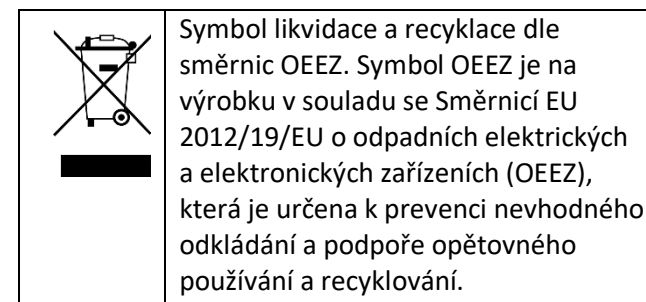 Symbol likvidace a recyklace dle
směrnic OEEZ. Symbol OEEZ je na
výrobku v souladu se Směrnicí EU
2012/19/EU o odpadních elektrických
a elektronických zařízeních (OEEZ),
která je určena k prevenci nevhodného
odkládání a podpoře opětovného
používání a recyklování.